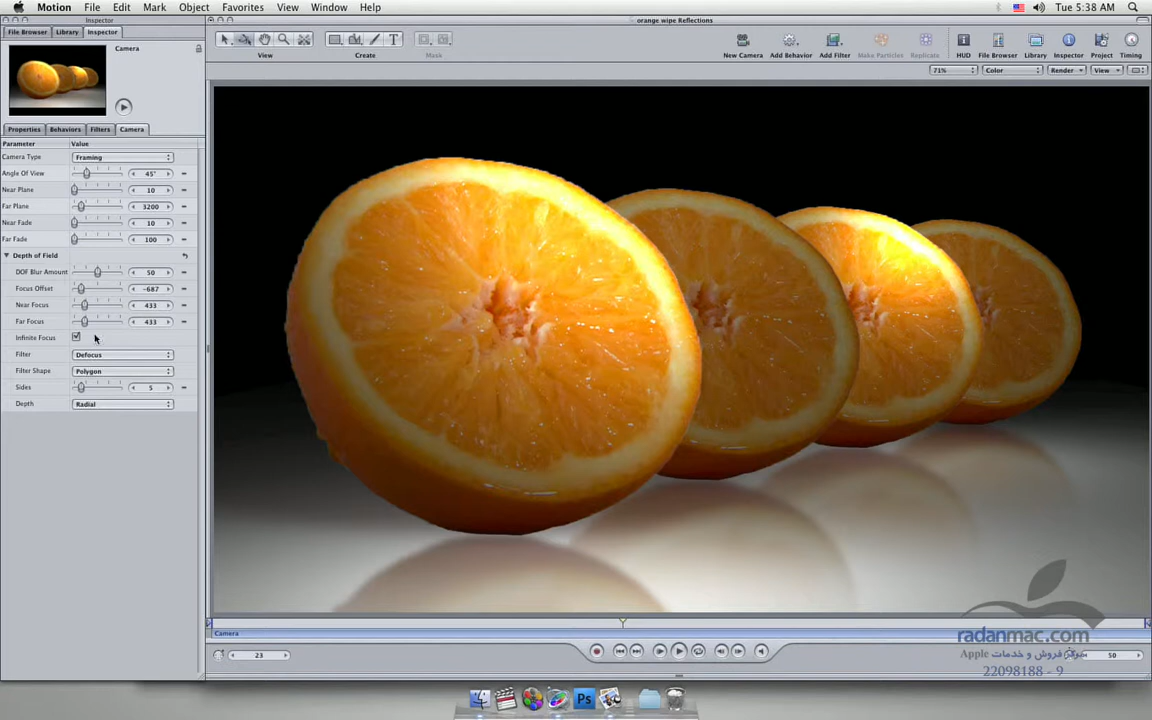 Motion File Edit Mark Object Favorites View Window Help
Tue 5:38 AM
Inspector
orange wipe Reflections
File Browser Library Inspector
Camera
View
Create
Mask
New Camera Add Behavior Add Filter Make Particles Replicate
HUD File Browser Library Inspector Project Timing
71% Color Render View
Properties Behaviors Filters Camera
Parameter Value
Camera Type Framing
Angle Of View 45°
Near Plane 10
Far Plane 3200
Near Fade 10
Far Fade 100
Depth of Field
DOF Blur Amount 50
Focus Offset -687
Near Focus 433
Far Focus 433
Infinite Focus
Filter Defocus
Filter Shape Polygon
Sides 5
Depth Radial
Camera
23
50
radanmac.com
مرکز فروش و خدمات Apple
22098188 - 9
Ps